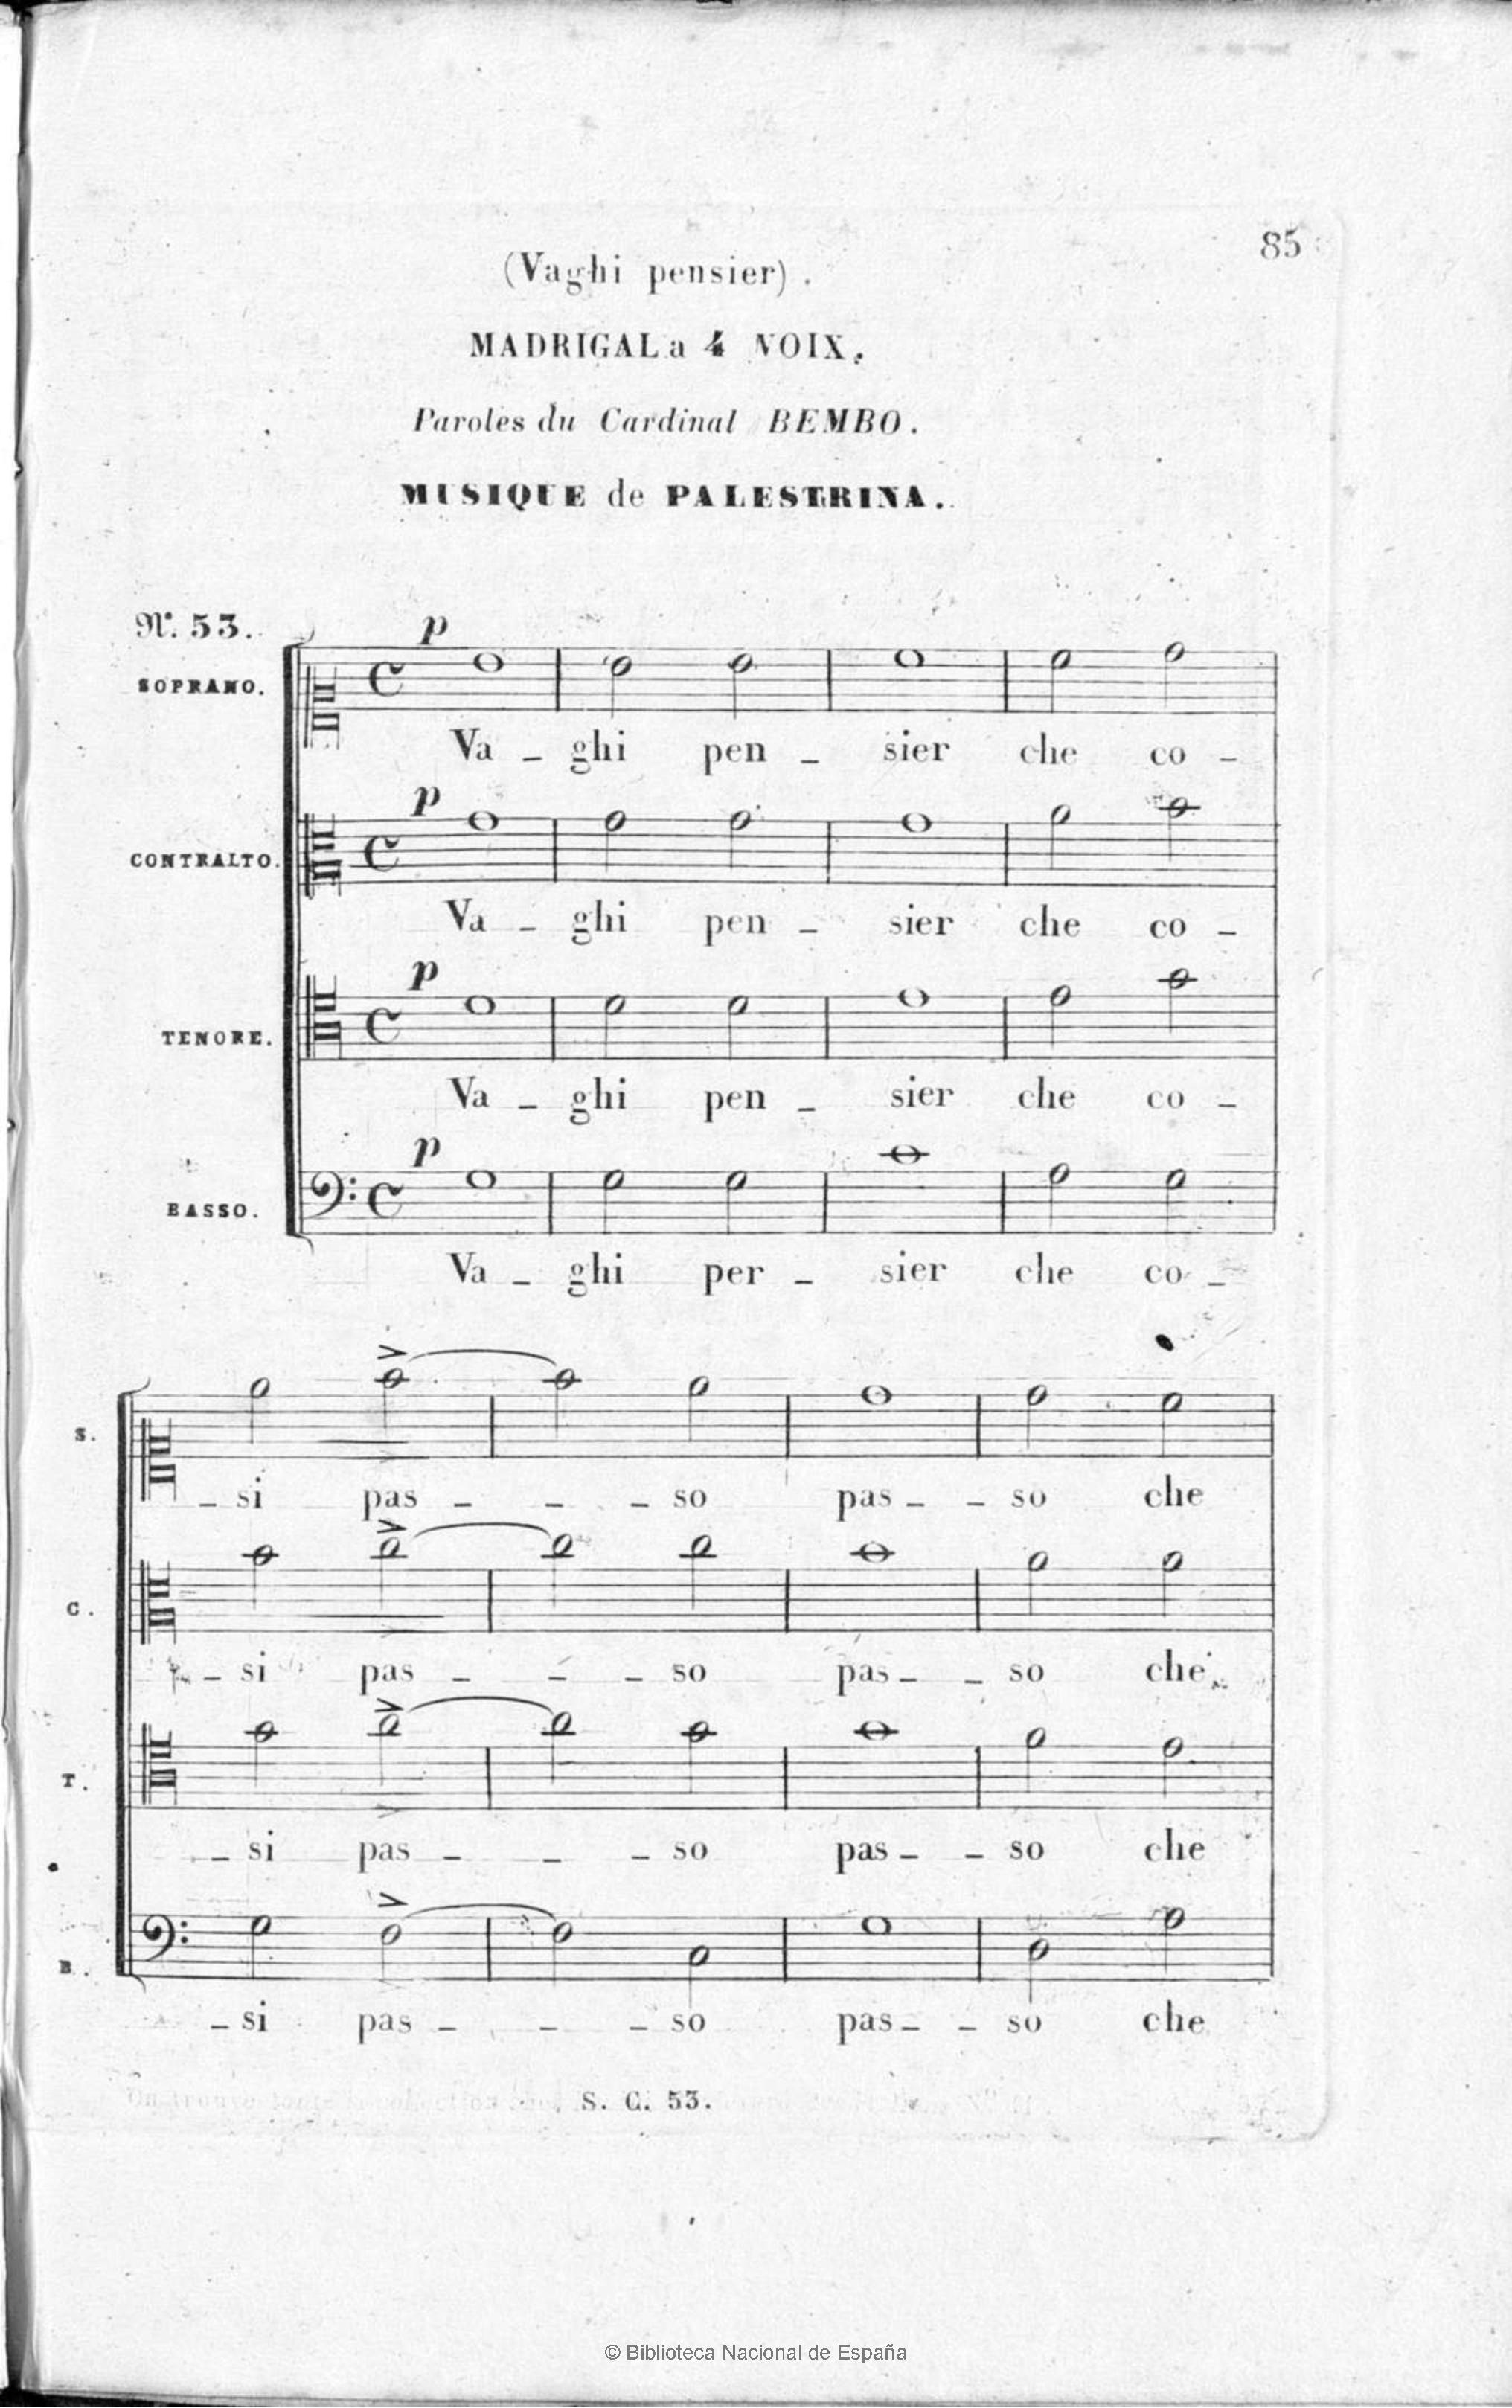 85
(Vaghi pensier).
MADRIGAL a 4 VOIX.
Paroles du Cardinal BEMBO.
MUSIQUE de PALESTRINA.
Nº. 53.
p
SOPRANO.
Va _ ghi pen _ sier che co _
p
CONTRALTO.
Va _ ghi pen _ sier che co _
p
TENORE.
Va _ ghi pen _ sier che co _
p
BASSO.
Va _ ghi per _ sier che co _
S.
_ si pas _ _ _ so pas _ _ so che
C.
_ si pas _ _ _ so pas _ _ so che
T.
_ si pas _ _ _ so pas _ _ so che
B.
_ si pas _ _ _ so pas _ _ so che
S. C. 53.
© Biblioteca Nacional de España